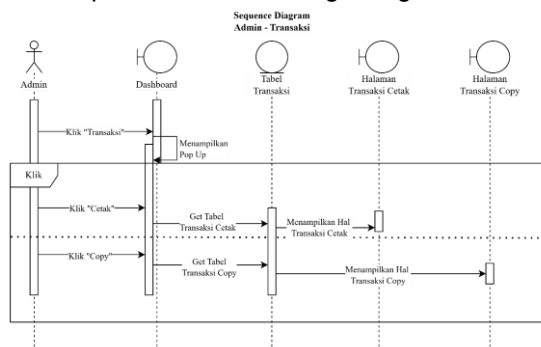 Sequence Diagram
Admin - Transaksi
Admin
Dashboard
Tabel
Transaksi
Halaman
Transaksi Cetak
Halaman
Transaksi Copy
Klik "Transaksi"
Menampilkan
Pop Up
Klik
Klik "Cetak"
Get Tabel
Transaksi Cetak
Menampilkan Hal
Transaksi Cetak
Klik "Copy"
Get Tabel
Transaksi Copy
Menampilkan Hal
Transaksi Copy